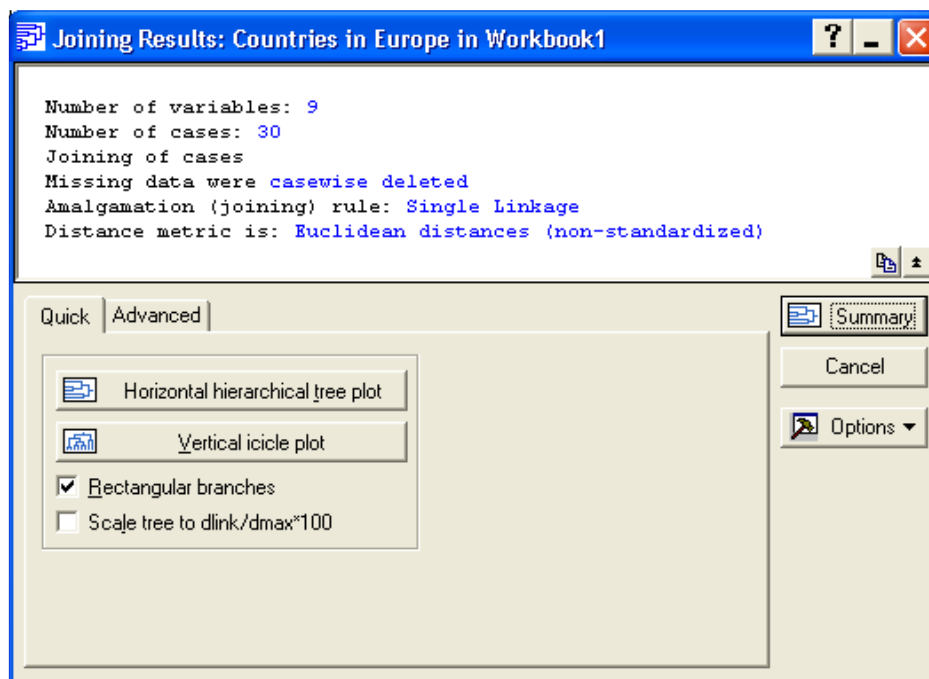 Joining Results: Countries in Europe in Workbook1
Number of variables: 9
Number of cases: 30
Joining of cases
Missing data were casewise deleted
Amalgamation (joining) rule: Single Linkage
Distance metric is: Euclidean distances (non-standardized)
Quick Advanced
Summary
Horizontal hierarchical tree plot
Cancel
Vertical icicle plot
Options
Rectangular branches
Scale tree to dlink/dmax*100